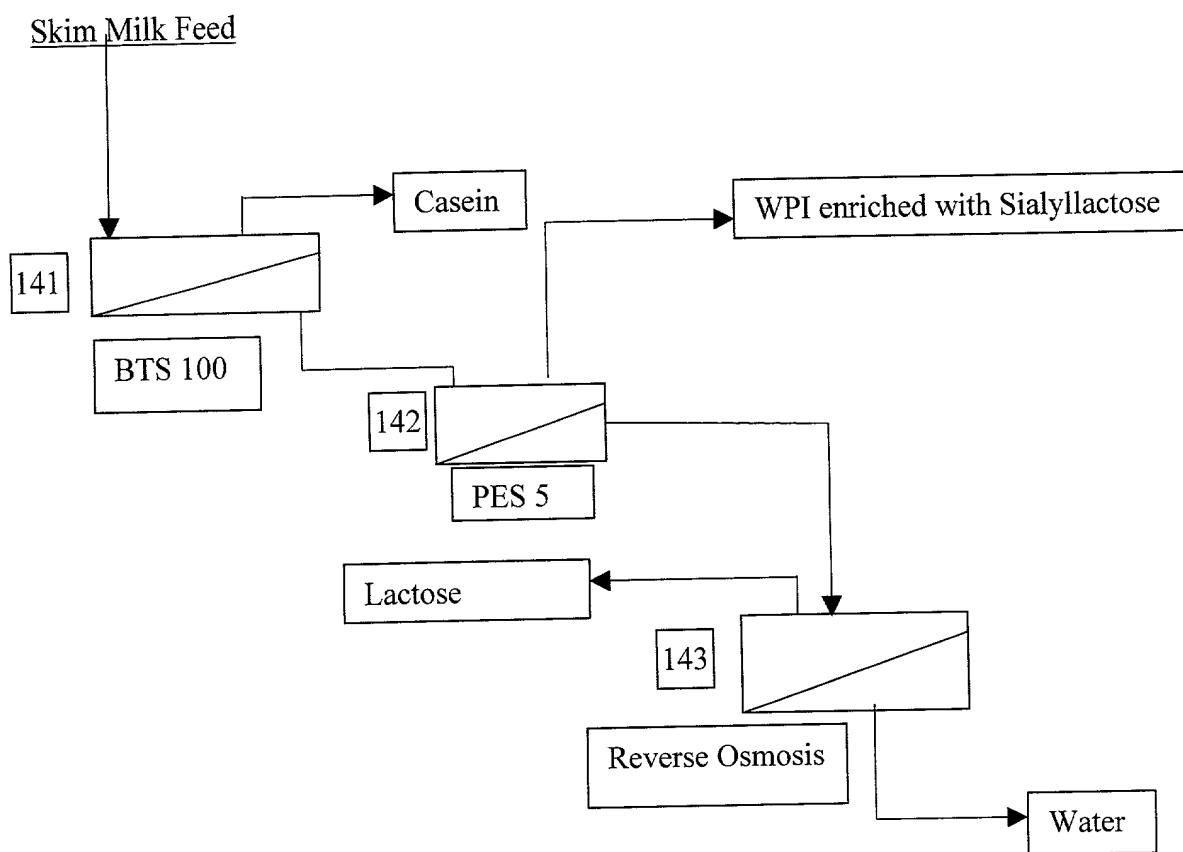 Skim Milk Feed
Casein
WPI enriched with Sialyllactose
141
BTS 100
142
PES 5
Lactose
143
Reverse Osmosis
Water